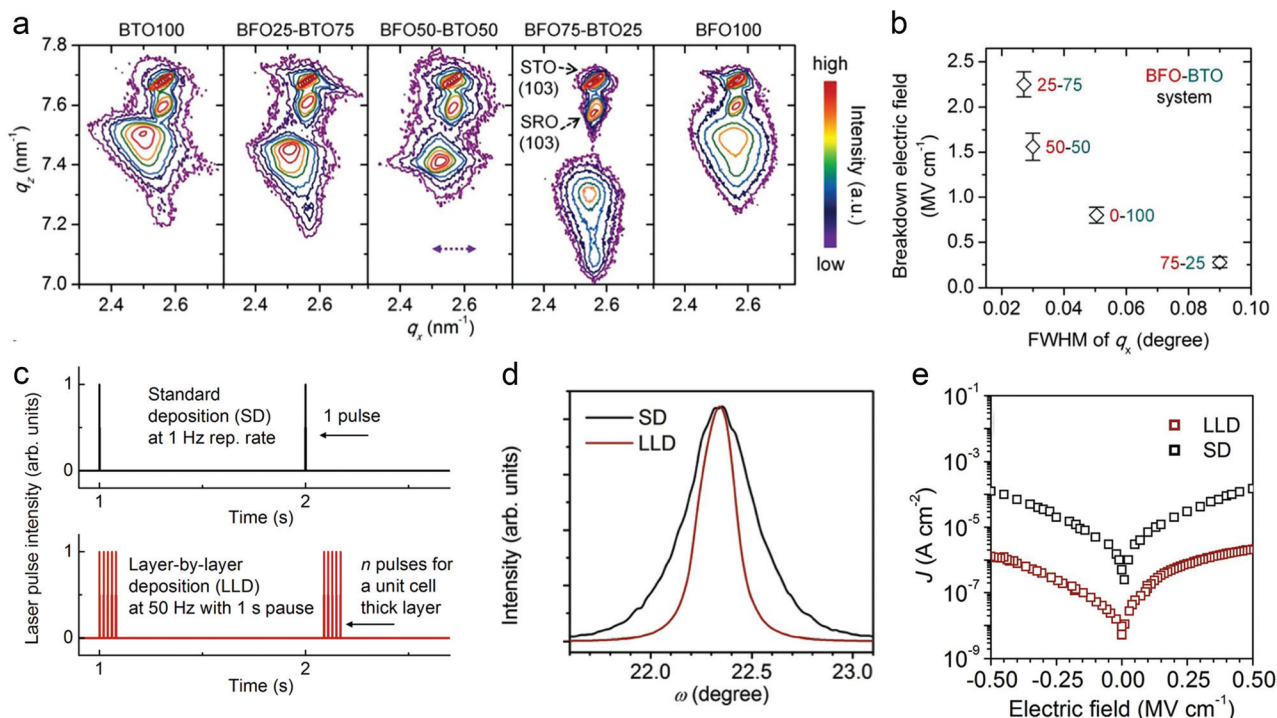 a
BTO100
BFO25-BTO75
BFO50-BTO50
BFO75-BTO25
BFO100
7.8
7.6
7.4
7.2
7.0
q_z (nm⁻¹)
STO
(103)
SRO
(103)
2.4 2.6 2.4 2.6 2.4 2.6 2.4 2.6 2.4 2.6
q_x (nm⁻¹)
high
Intensity (a.u.)
low
b
Breakdown electric field
(MV cm⁻¹)
2.5
2.0
1.5
1.0
0.5
0.0
25-75
BFO-BTO
system
50-50
0-100
75-25
0.02 0.04 0.06 0.08 0.10
FWHM of q_x (degree)
c
Laser pulse intensity (arb. units)
1
0
Standard
deposition (SD)
at 1 Hz rep. rate
1 pulse
1 2
Time (s)
1
0
Layer-by-layer
deposition (LLD)
at 50 Hz with 1 s pause
n pulses for
a unit cell
thick layer
1 2
Time (s)
d
Intensity (arb. units)
SD
LLD
22.0 22.5 23.0
ω (degree)
e
J (A cm⁻²)
10⁻¹
10⁻³
10⁻⁵
10⁻⁷
10⁻⁹
LLD
SD
-0.50 -0.25 0.00 0.25 0.50
Electric field (MV cm⁻¹)